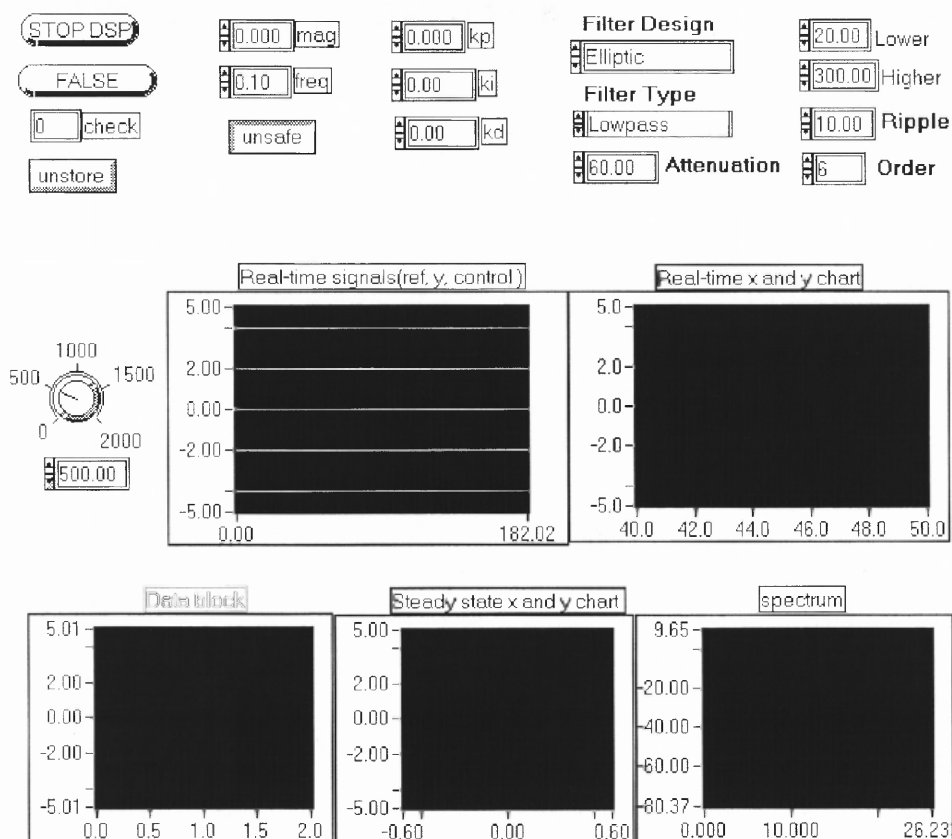 STOP DSP
0.000 mag
0.000 kp
Filter Design
Elliptic
20.00 Lower
FALSE
0.10 freq
0.00 ki
300.00 Higher
Filter Type
Lowpass
0 check
unsafe
0.00 kd
10.00 Ripple
unstore
60.00 Attenuation
6 Order
Real-time signals(ref, y, control )
Real-time x and y chart
5.00
2.00
0.00
-2.00
-5.00
0.00 182.02
5.0
2.0
0.0
-2.0
-5.0
40.0 42.0 44.0 46.0 48.0 50.0
1000
500 1500
0 2000
500.00
Data block
Steady state x and y chart
spectrum
5.01
2.00
0.00
-2.00
-5.01
0.0 0.5 1.0 1.5 2.0
5.00
2.00
0.00
-2.00
-5.00
-0.60 0.00 0.60
9.65
-20.00
-40.00
-60.00
-80.37
0.000 10.000 26.23